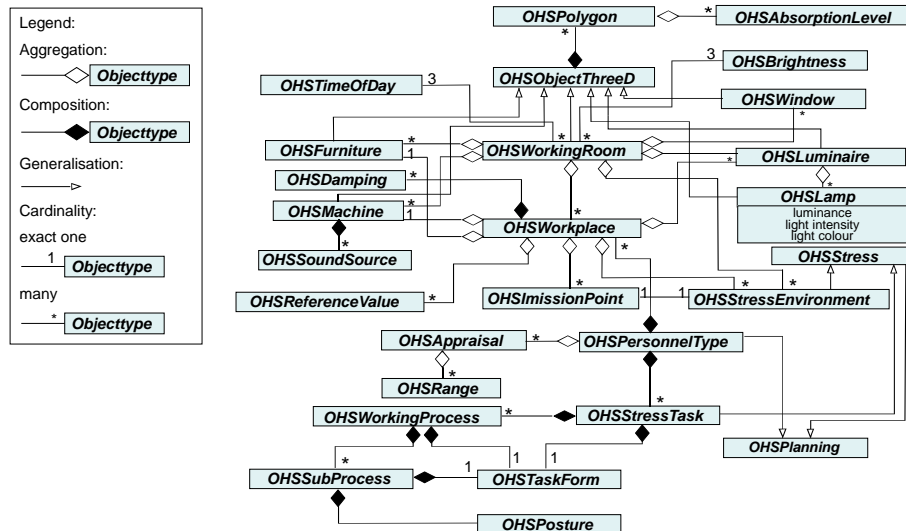 Legend:
Aggregation:
Objecttype
Composition:
Objecttype
Generalisation:
Cardinality:
exact one
1
Objecttype
many
*
Objecttype
OHSPolygon
*
OHSAbsorptionLevel
*
OHSObjectThreeD
3
OHSBrightness
OHSTimeOfDay
3
OHSWindow
*
*
*
*
OHSFurniture
1
OHSWorkingRoom
*
OHSLuminaire
OHSDamping
*
*
OHSLamp
luminance
light intensity
light colour
OHSMachine
*
1
*
OHSWorkplace
*
OHSSoundSource
*
OHSStress
OHSReferenceValue
*
*
OHSImissionPoint
1
1
*
*
OHSStressEnvironment
OHSAppraisal
*
OHSPersonnelType
*
OHSRange
*
OHSWorkingProcess
*
OHSStressTask
OHSPlanning
*
1
1
OHSSubProcess
1
OHSTaskForm
OHSPosture